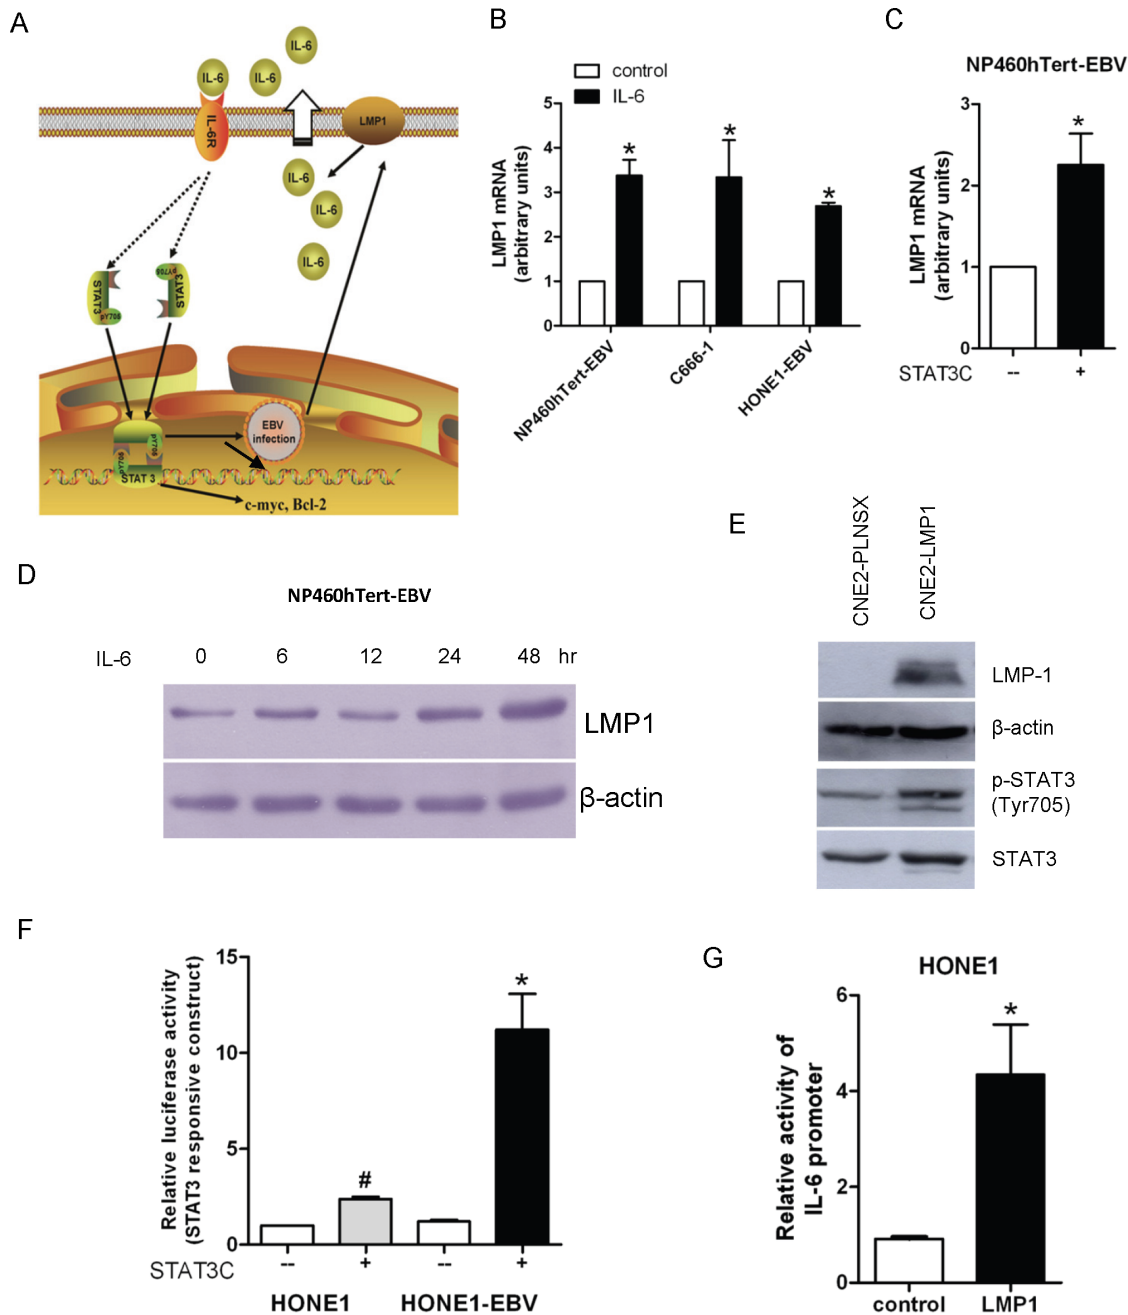 A
IL-6
IL-6
IL-6
IL-6R
LMP1
IL-6
IL-6
IL-6
STAT3
pY705
pY705
STAT3
EBV
infection
pY705
pY705
STAT 3
c-myc, Bcl-2
B
control
IL-6
LMP1 mRNA
(arbitrary units)
5
4
3
2
1
0
*
*
*
NP460hTert-EBV
C666-1
HONE1-EBV
C
NP460hTert-EBV
LMP1 mRNA
(arbitrary units)
3
2
1
0
*
STAT3C
--
+
D
NP460hTert-EBV
IL-6 0 6 12 24 48 hr
LMP1
β-actin
E
CNE2-PLNSX
CNE2-LMP1
LMP-1
β-actin
p-STAT3
(Tyr705)
STAT3
F
Relative luciferase activity
(STAT3 responsive construct)
15
10
5
0
#
*
STAT3C -- + -- +
HONE1 HONE1-EBV
G
HONE1
Relative activity of
IL-6 promoter
6
4
2
0
*
control LMP1